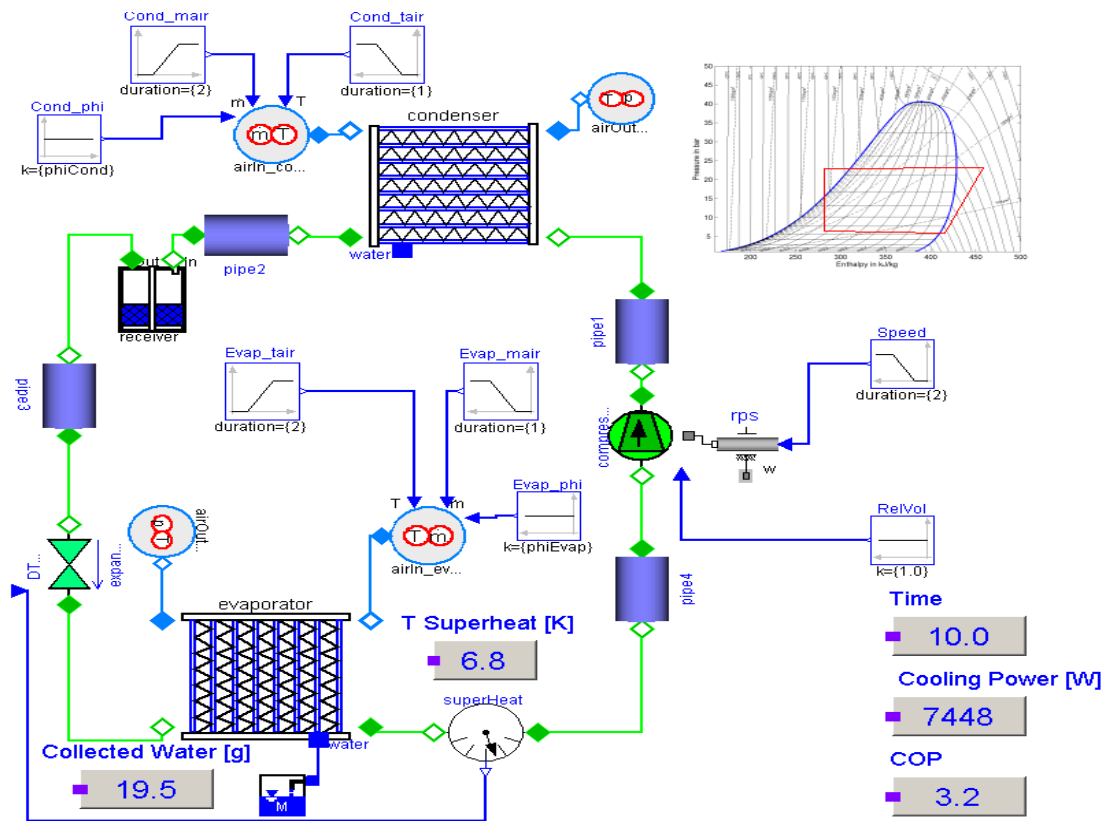 Cond_mair
Cond_tair
duration={2}
duration={1}
m
T
Cond_phi
k={phiCond}
m T
airIn_co...
condenser
T p
airOut...
water
50
45
40
35
30
25
20
15
10
5
Pressure in bar
200
250
300
350
400
450
500
Enthalpy in kJ/kg
pipe2
receiver
pipe1
pipe3
Evap_tair
Evap_mair
duration={2}
duration={1}
Speed
duration={2}
compres...
rps
w
T
m
Evap_phi
k={phiEvap}
T m
airIn_ev...
RelVol
k={1.0}
airOut...
DT...
expan...
pipe4
evaporator
water
T Superheat [K]
6.8
superHeat
Time
10.0
Cooling Power [W]
7448
COP
3.2
Collected Water [g]
19.5
M